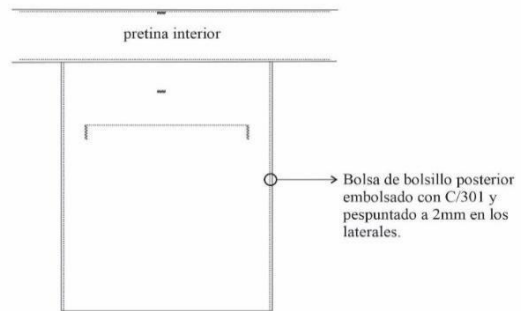 pretina interior
Bolsa de bolsillo posterior
embolsado con C/301 y
pespuntado a 2mm en los
laterales.